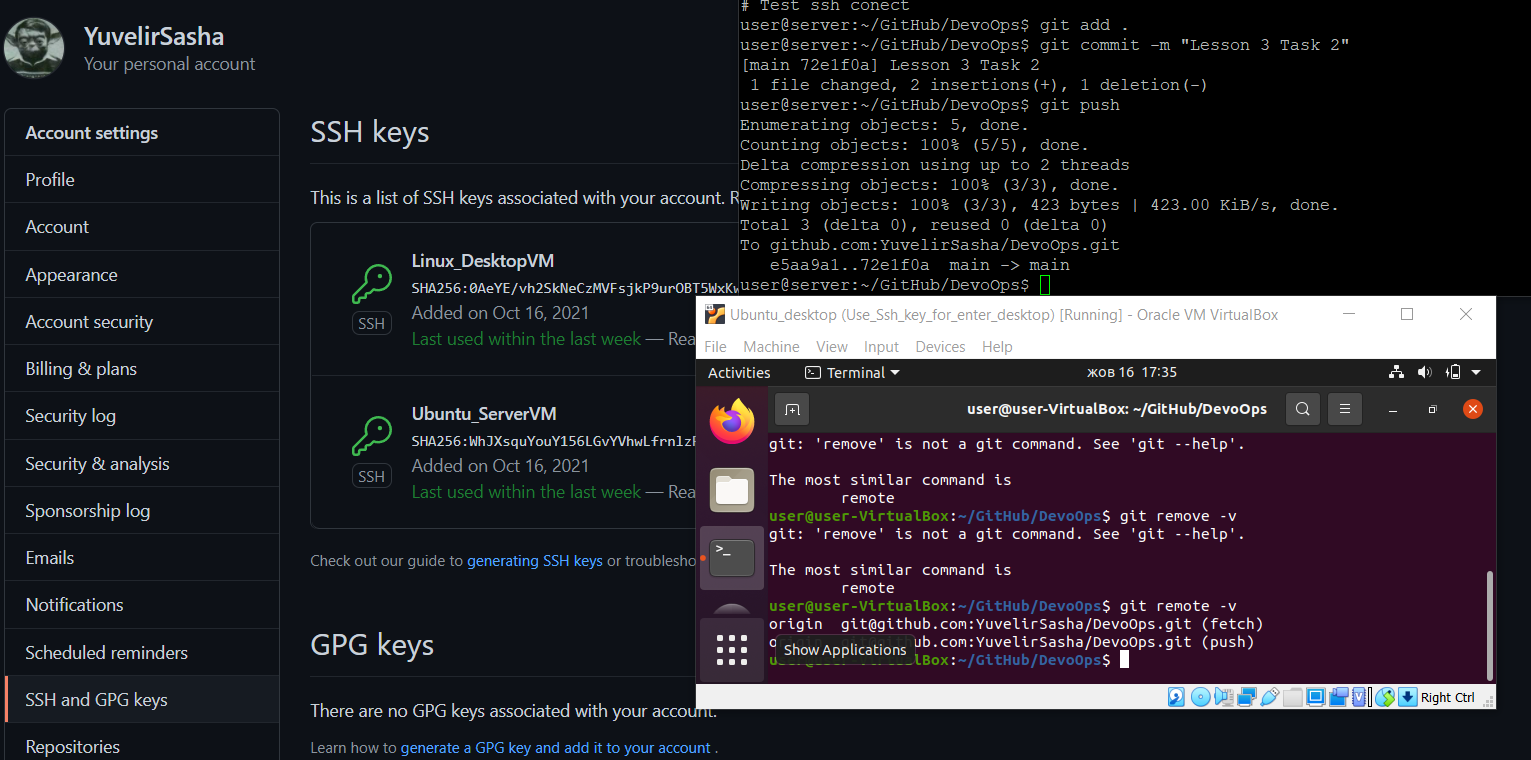 YuvelirSasha
Your personal account
Account settings
Profile
Account
Appearance
Account security
Billing & plans
Security log
Security & analysis
Sponsorship log
Emails
Notifications
Scheduled reminders
SSH and GPG keys
Repositories
SSH keys
This is a list of SSH keys associated with your account. R
Linux_DesktopVM
SHA256:0AeYE/vh2SkNeCzMVFsjkP9urOBT5WxKw
Added on Oct 16, 2021
Last used within the last week — Rea
SSH
Ubuntu_ServerVM
SHA256:WhJXsquYouY156LGvYVhwLfrnlzF
Added on Oct 16, 2021
Last used within the last week — Rea
SSH
Check out our guide to generating SSH keys or troublesho
GPG keys
There are no GPG keys associated with your account.
Learn how to generate a GPG key and add it to your account .
# Test ssh conect
user@server:~/GitHub/DevoOps$ git add .
user@server:~/GitHub/DevoOps$ git commit -m "Lesson 3 Task 2"
[main 72e1f0a] Lesson 3 Task 2
1 file changed, 2 insertions(+), 1 deletion(-)
user@server:~/GitHub/DevoOps$ git push
Enumerating objects: 5, done.
Counting objects: 100% (5/5), done.
Delta compression using up to 2 threads
Compressing objects: 100% (3/3), done.
Writing objects: 100% (3/3), 423 bytes | 423.00 KiB/s, done.
Total 3 (delta 0), reused 0 (delta 0)
To github.com:YuvelirSasha/DevoOps.git
e5aa9a1..72e1f0a  main -> main
user@server:~/GitHub/DevoOps$
Ubuntu_desktop (Use_Ssh_key_for_enter_desktop) [Running] - Oracle VM VirtualBox
File Machine View Input Devices Help
Activities Terminal жов 16 17:35
user@user-VirtualBox: ~/GitHub/DevoOps
git: 'remove' is not a git command. See 'git --help'.
The most similar command is
remote
user@user-VirtualBox:~/GitHub/DevoOps$ git remove -v
git: 'remove' is not a git command. See 'git --help'.
The most similar command is
remote
user@user-VirtualBox:~/GitHub/DevoOps$ git remote -v
origin git@github.com:YuvelirSasha/DevoOps.git (fetch)
origin git@github.com:YuvelirSasha/DevoOps.git (push)
user@user-VirtualBox:~/GitHub/DevoOps$
Show Applications
Right Ctrl